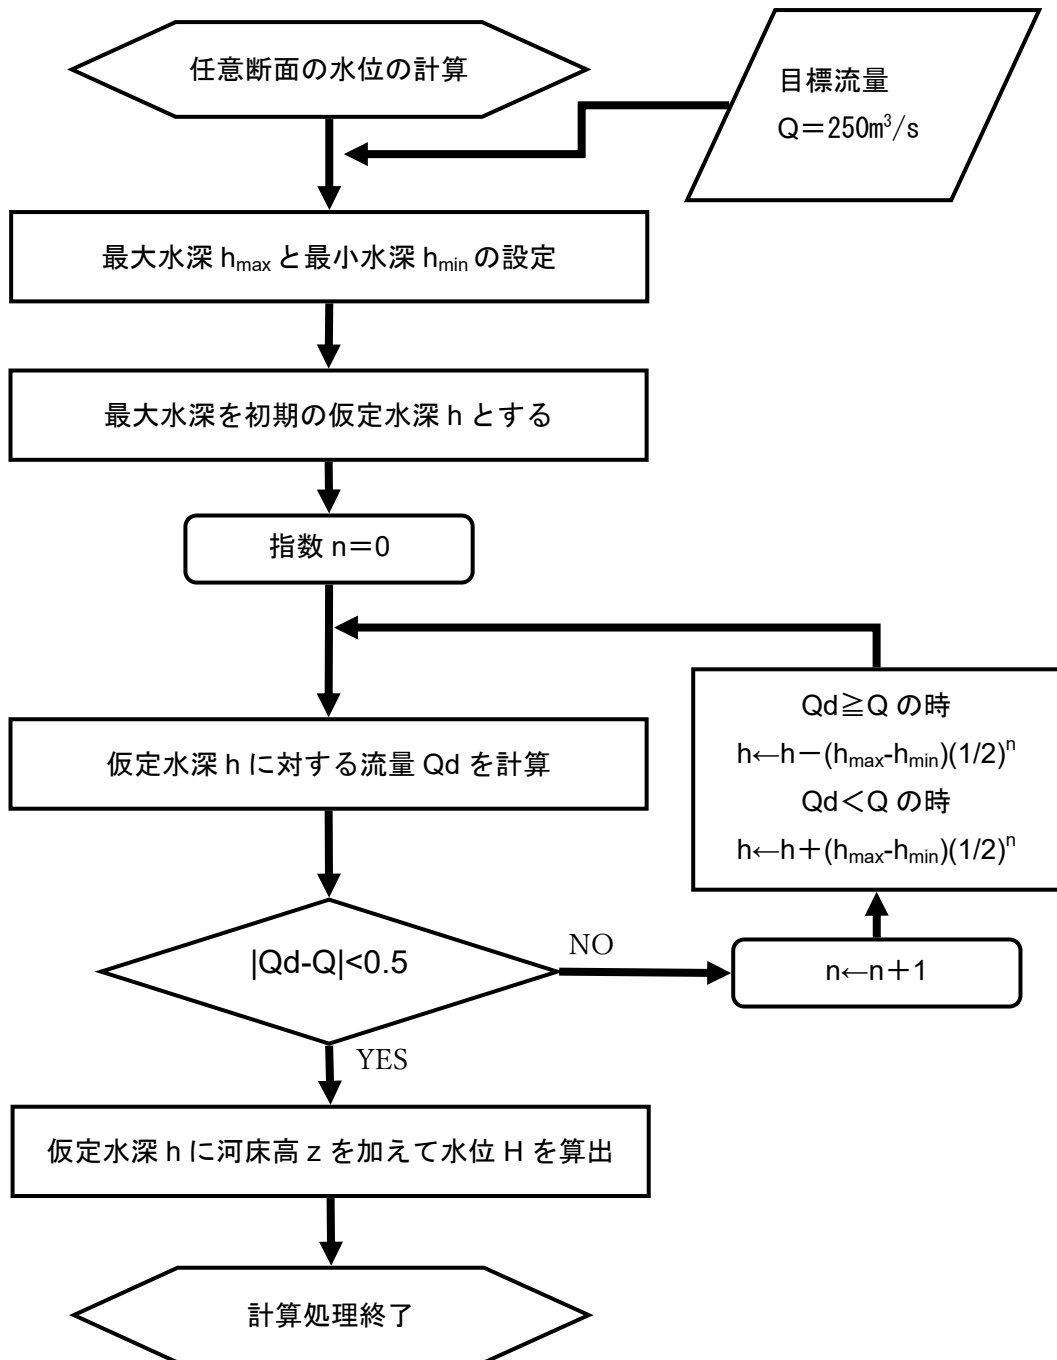 任意断面の水位の計算
目標流量
Q＝250m³/s
最大水深 hmax と最小水深 hmin の設定
最大水深を初期の仮定水深 h とする
指数 n＝0
仮定水深 h に対する流量 Qd を計算
Qd≧Q の時
h←h－(hmax-hmin)(1/2)ⁿ
Qd＜Q の時
h←h＋(hmax-hmin)(1/2)ⁿ
|Qd-Q|<0.5
NO
n←n＋1
YES
仮定水深 h に河床高 z を加えて水位 H を算出
計算処理終了